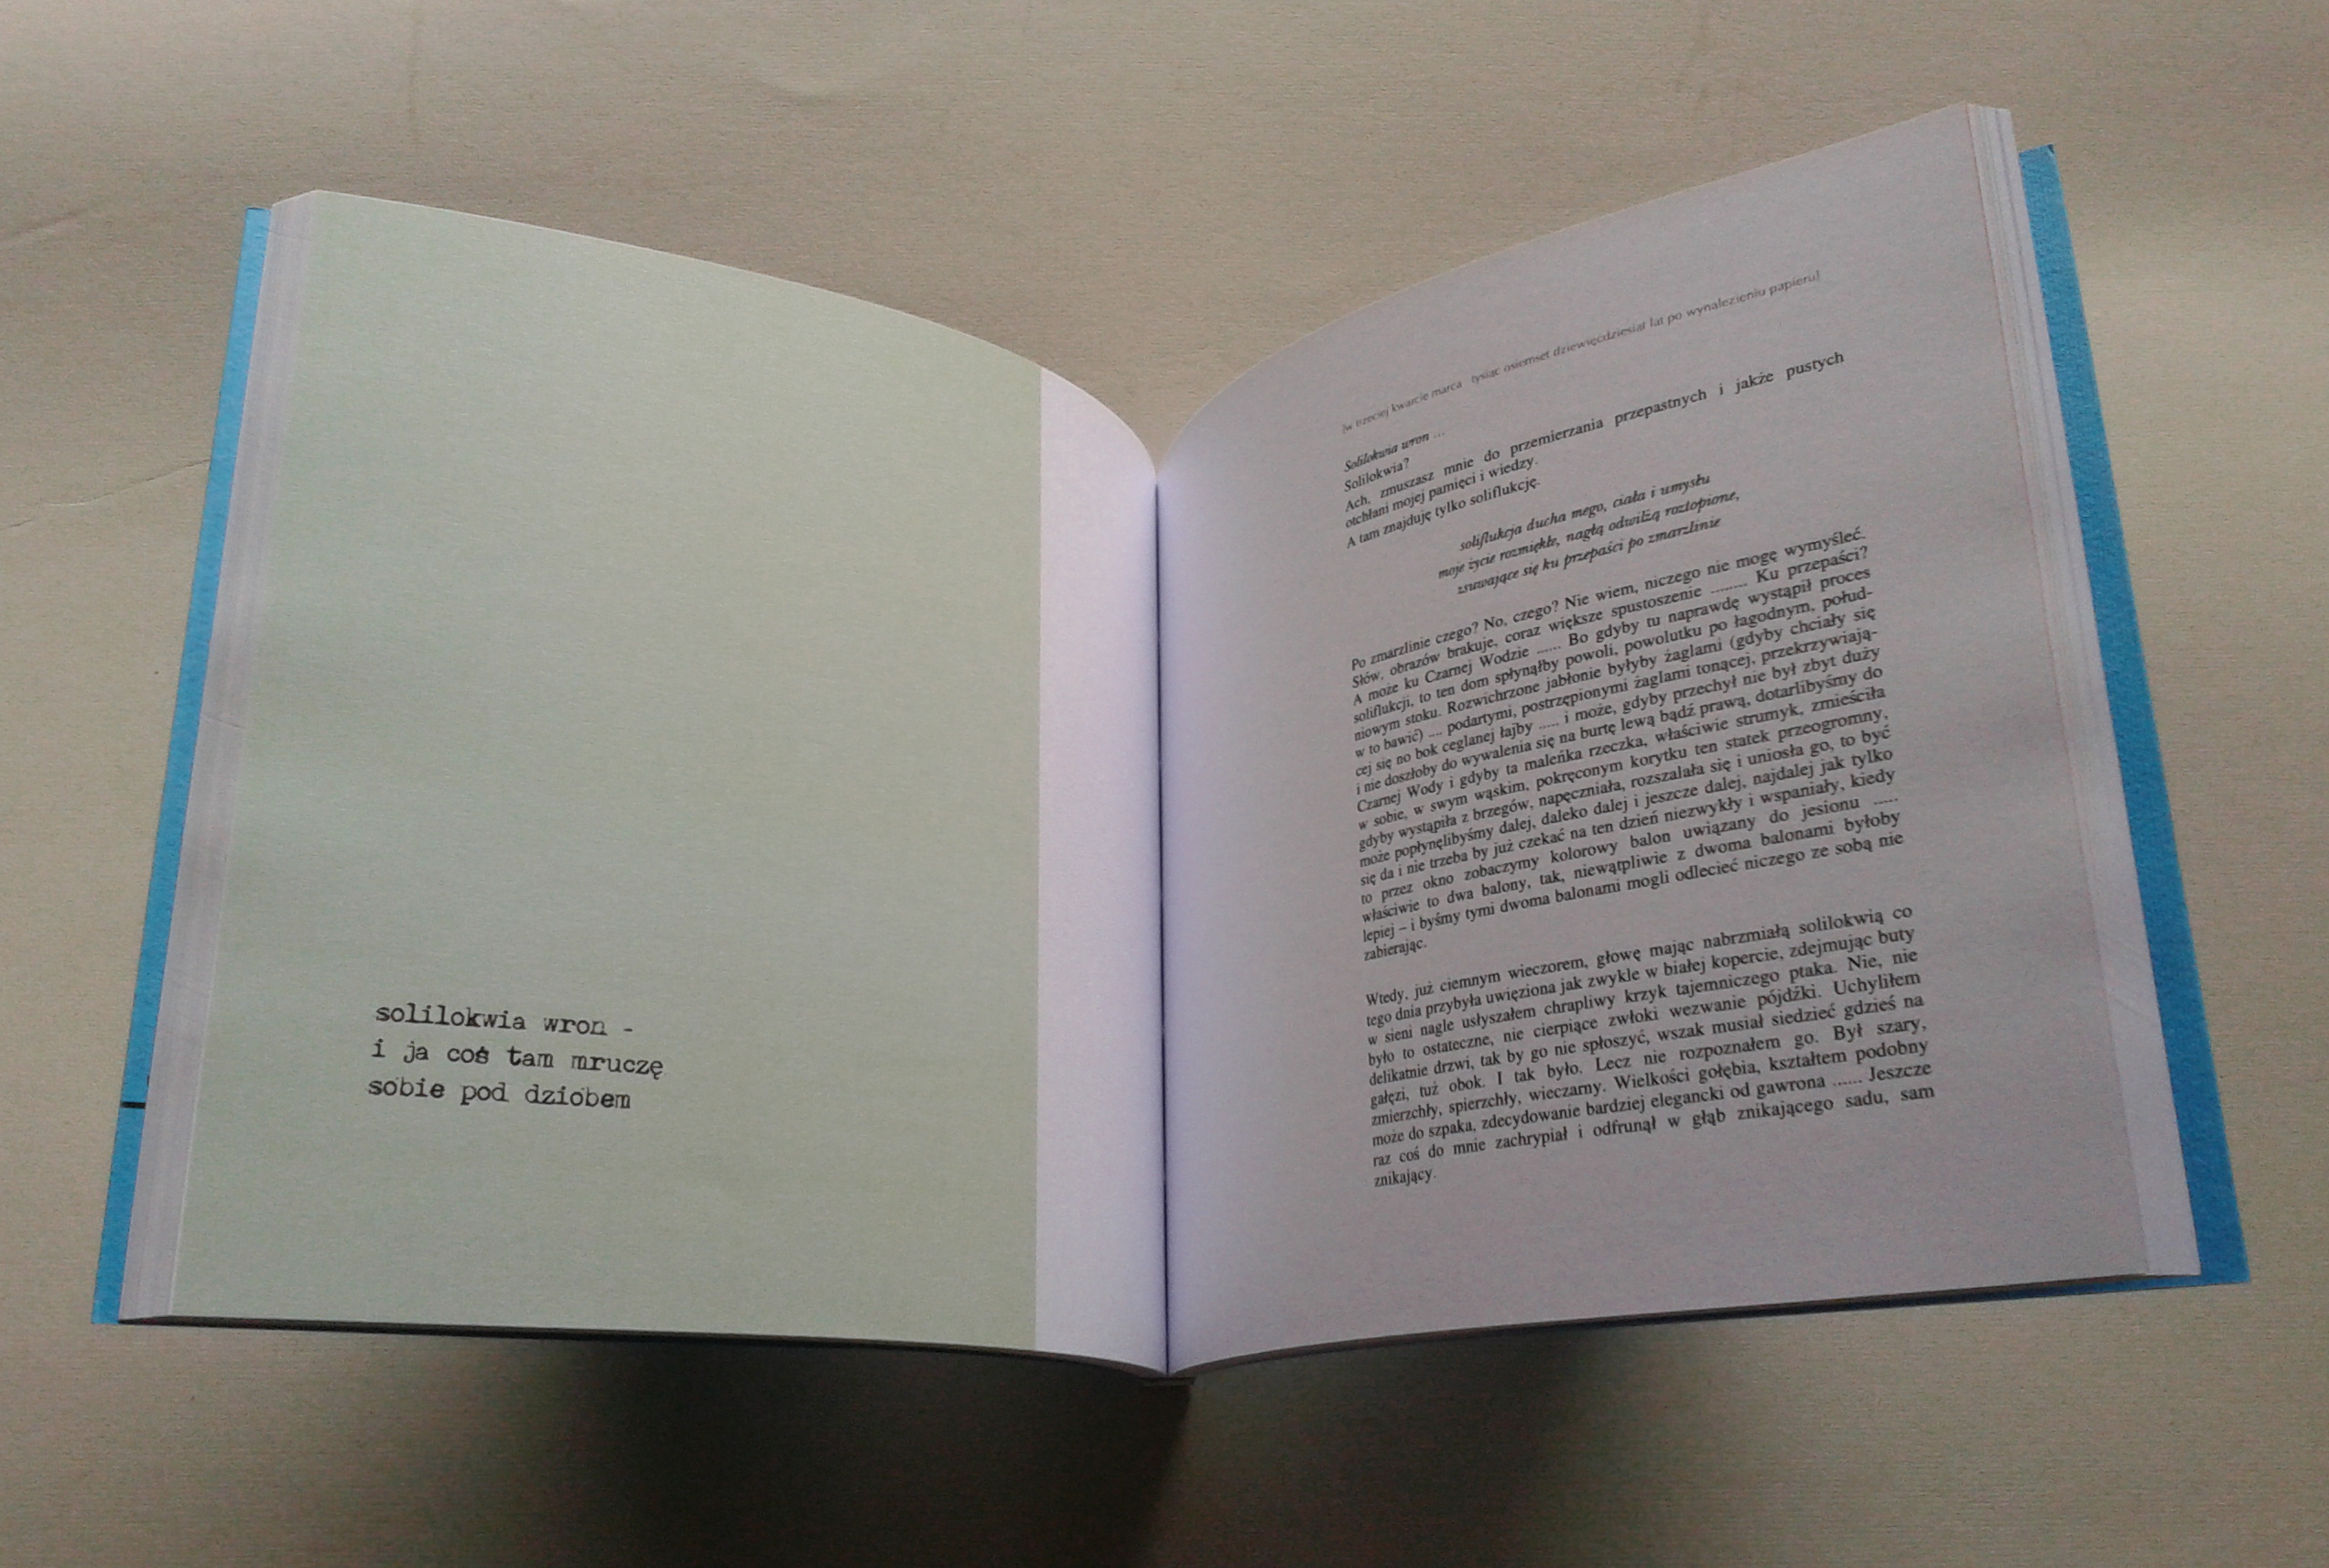 solilokwia wron -
i ja coś tam mruczę
sobie pod dziobem
[w trzeciej kwarcie marca tysiąc osiemset dziewięćdziesiąt lat po wynalezieniu papieru]
Solilokwia wron ...
Solilokwia?
Ach, zmuszasz mnie do przemierzania przepastnych i jakże pustych
otchłani mojej pamięci i wiedzy.
A tam znajduję tylko soliflukcję.
soliflukcja ducha mego, ciała i umysłu
moje życie rozmiękłe, nagłą odwilżą roztopione,
zsuwające się ku przepaści po zmarzlinie
Po zmarzlinie czego? No, czego? Nie wiem, niczego nie mogę wymyśleć.
Słów, obrazów brakuje, coraz większe spustoszenie ........ Ku przepaści?
A może ku Czarnej Wodzie ...... Bo gdyby tu naprawdę wystąpił proces
soliflukcji, to ten dom spłynąłby powoli, powolutku po łagodnym, połud-
niowym stoku. Rozwichrzone jabłonie byłyby żaglami (gdyby chciały się
w to bawić) .... podartymi, postrzępionymi żaglami tonącej, przekrzywiają-
cej się no bok ceglanej łajby ..... i może, gdyby przechył nie był zbyt duży
i nie doszłoby do wywalenia się na burtę lewą bądź prawą, dotarlibyśmy do
Czarnej Wody i gdyby ta maleńka rzeczka, właściwie strumyk, zmieściła
w sobie, w swym wąskim, pokręconym korytku ten statek przeogromny,
gdyby wystąpiła z brzegów, napęczniała, rozszalała się i uniosła go, to być
może popłynęlibyśmy dalej, daleko dalej i jeszcze dalej, najdalej jak tylko
się da i nie trzeba by już czekać na ten dzień niezwykły i wspaniały, kiedy
to przez okno zobaczymy kolorowy balon uwiązany do jesionu .....
właściwie to dwa balony, tak, niewątpliwie z dwoma balonami byłoby
lepiej – i byśmy tymi dwoma balonami mogli odlecieć niczego ze sobą nie
zabierając.
Wtedy, już ciemnym wieczorem, głowę mając nabrzmiałą solilokwią co
tego dnia przybyła uwięziona jak zwykle w białej kopercie, zdejmując buty
w sieni nagle usłyszałem chrapliwy krzyk tajemniczego ptaka. Nie, nie
było to ostateczne, nie cierpiące zwłoki wezwanie pójdźki. Uchyliłem
delikatnie drzwi, tak by go nie spłoszyć, wszak musiał siedzieć gdzieś na
gałęzi, tuż obok. I tak było. Lecz nie rozpoznałem go. Był szary,
zmierzchły, spierzchły, wieczarny. Wielkości gołębia, kształtem podobny
może do szpaka, zdecydowanie bardziej elegancki od gawrona ...... Jeszcze
raz coś do mnie zachrypiał i odfrunął w głąb znikającego sadu, sam
znikający.